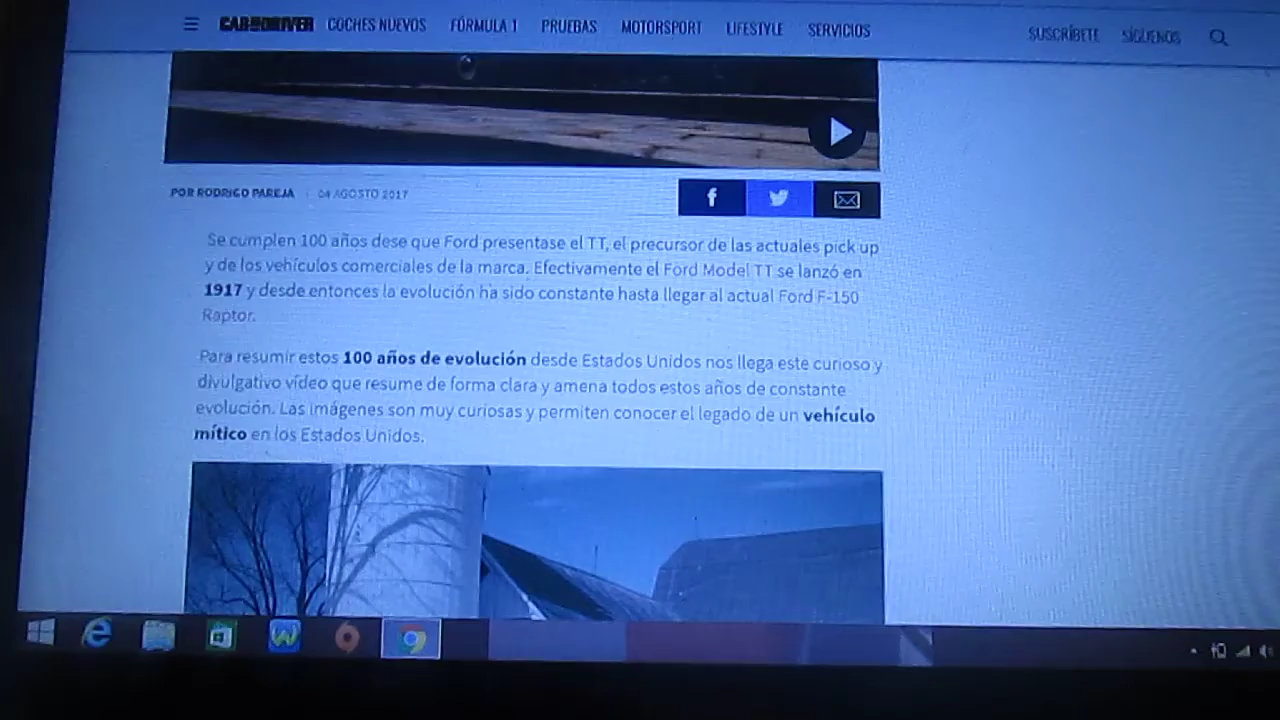 CAR AND DRIVER COCHES NUEVOS FÓRMULA 1 PRUEBAS MOTORSPORT LIFESTYLE SERVICIOS SUSCRÍBETE SÍGUENOS
POR RODRIGO PAREJA 04 AGOSTO 2017
Se cumplen 100 años dese que Ford presentase el TT, el precursor de las actuales pick up
y de los vehículos comerciales de la marca. Efectivamente el Ford Model TT se lanzó en
1917 y desde entonces la evolución ha sido constante hasta llegar al actual Ford F-150
Raptor.
Para resumir estos 100 años de evolución desde Estados Unidos nos llega este curioso y
divulgativo vídeo que resume de forma clara y amena todos estos años de constante
evolución. Las imágenes son muy curiosas y permiten conocer el legado de un vehículo
mítico en los Estados Unidos.